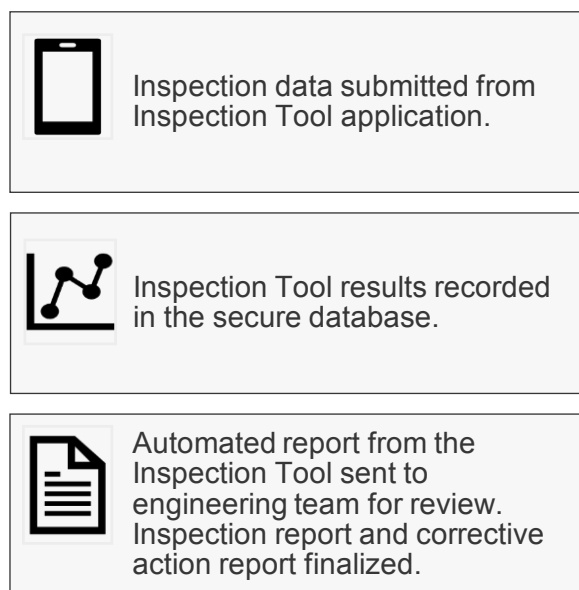 Inspection data submitted from
Inspection Tool application.
Inspection Tool results recorded
in the secure database.
Automated report from the
Inspection Tool sent to
engineering team for review.
Inspection report and corrective
action report finalized.